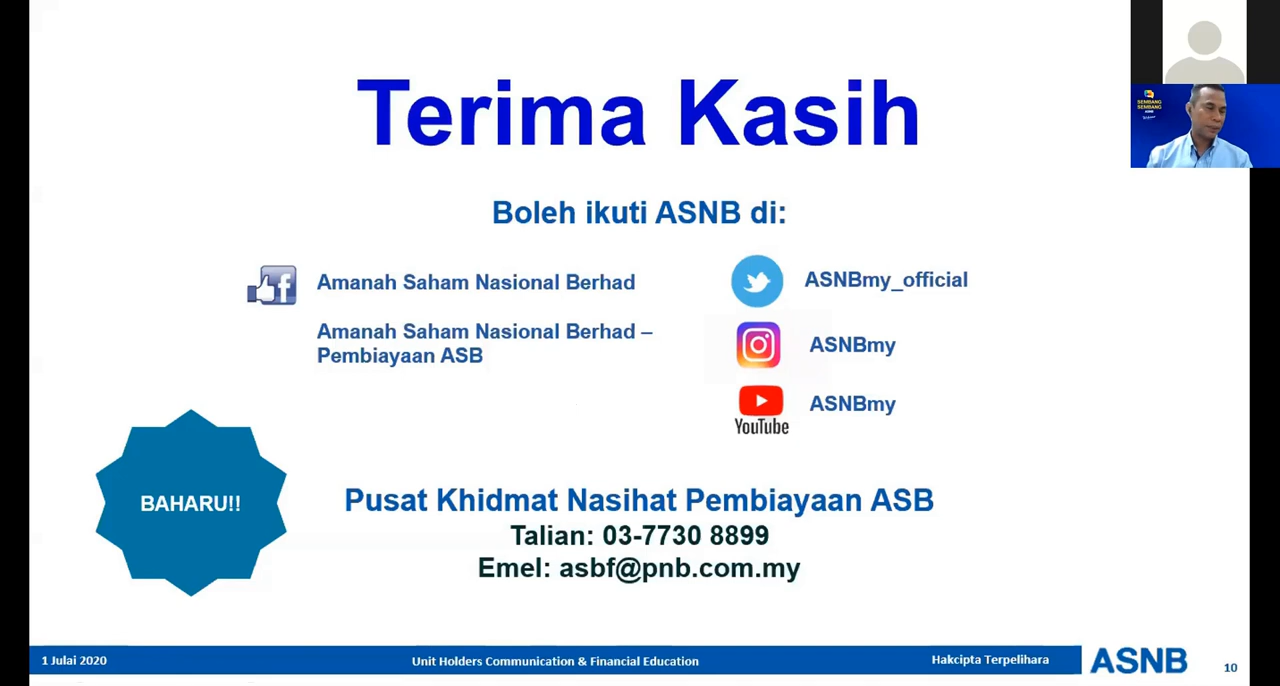 Terima Kasih
Boleh ikuti ASNB di:
Amanah Saham Nasional Berhad
Amanah Saham Nasional Berhad –
Pembiayaan ASB
ASNBmy_official
ASNBmy
YouTube
ASNBmy
BAHARU!!
Pusat Khidmat Nasihat Pembiayaan ASB
Talian: 03-7730 8899
Emel: asbf@pnb.com.my
SEMBANG
SEMBANG
1 Julai 2020
Unit Holders Communication & Financial Education
Hakcipta Terpelihara
ASNB
10